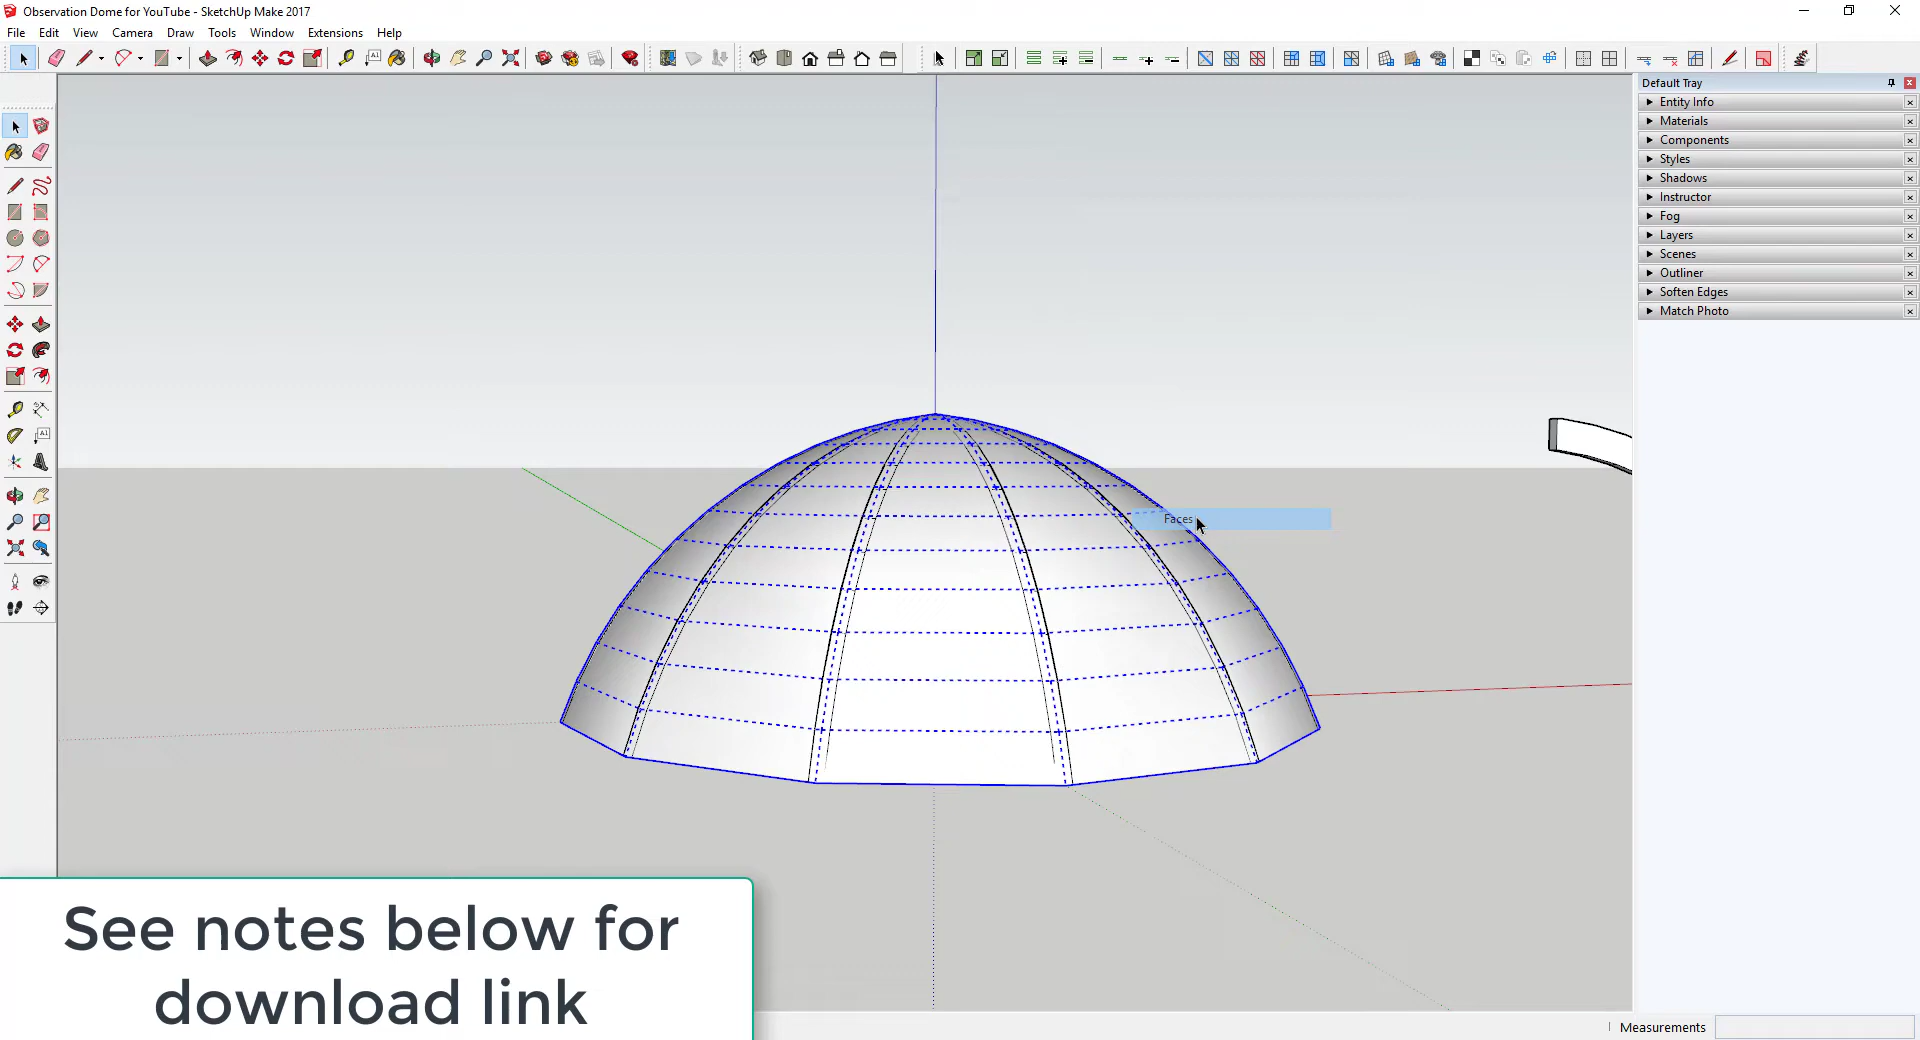 Observation Dome for YouTube - SketchUp Make 2017
File Edit View Camera Draw Tools Window Extensions Help
Default Tray
Entity Info
Materials
Components
Styles
Shadows
Instructor
Fog
Layers
Scenes
Outliner
Soften Edges
Match Photo
Faces
See notes below for
download link
Measurements